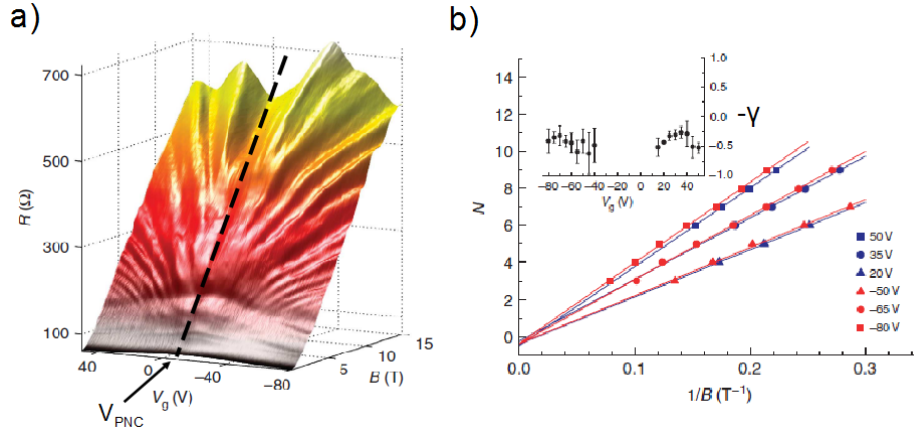 a)
700
500
300
100
R (Ω)
40
0
−40
−80
V_g (V)
5
10
15
B (T)
V_PNC
b)
14
12
10
8
6
4
2
0
N
0.0
0.1
0.2
0.3
1/B (T⁻¹)
1.0
0.5
0.0
−0.5
−1.0
-γ
−80 −60 −40 −20 0 20 40
V_g (V)
50 V
35 V
20 V
−50 V
−65 V
−80 V